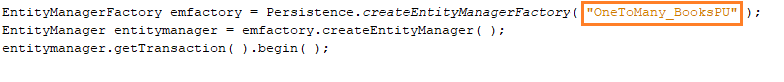 EntityManagerFactory emfactory = Persistence.createEntityManagerFactory( "OneToMany_BooksPU" );
EntityManager entitymanager = emfactory.createEntityManager( );
entitymanager.getTransaction( ).begin( );